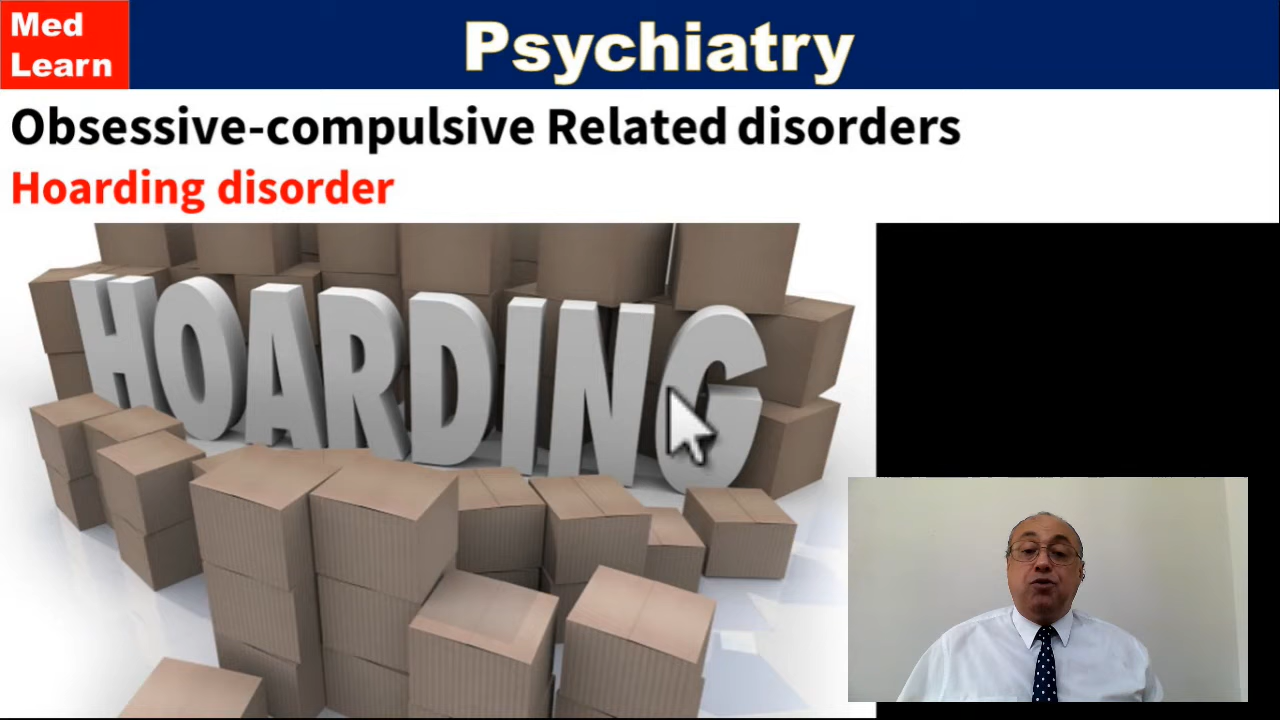 Med
Learn
Psychiatry
Obsessive-compulsive Related disorders
Hoarding disorder
HOARDING